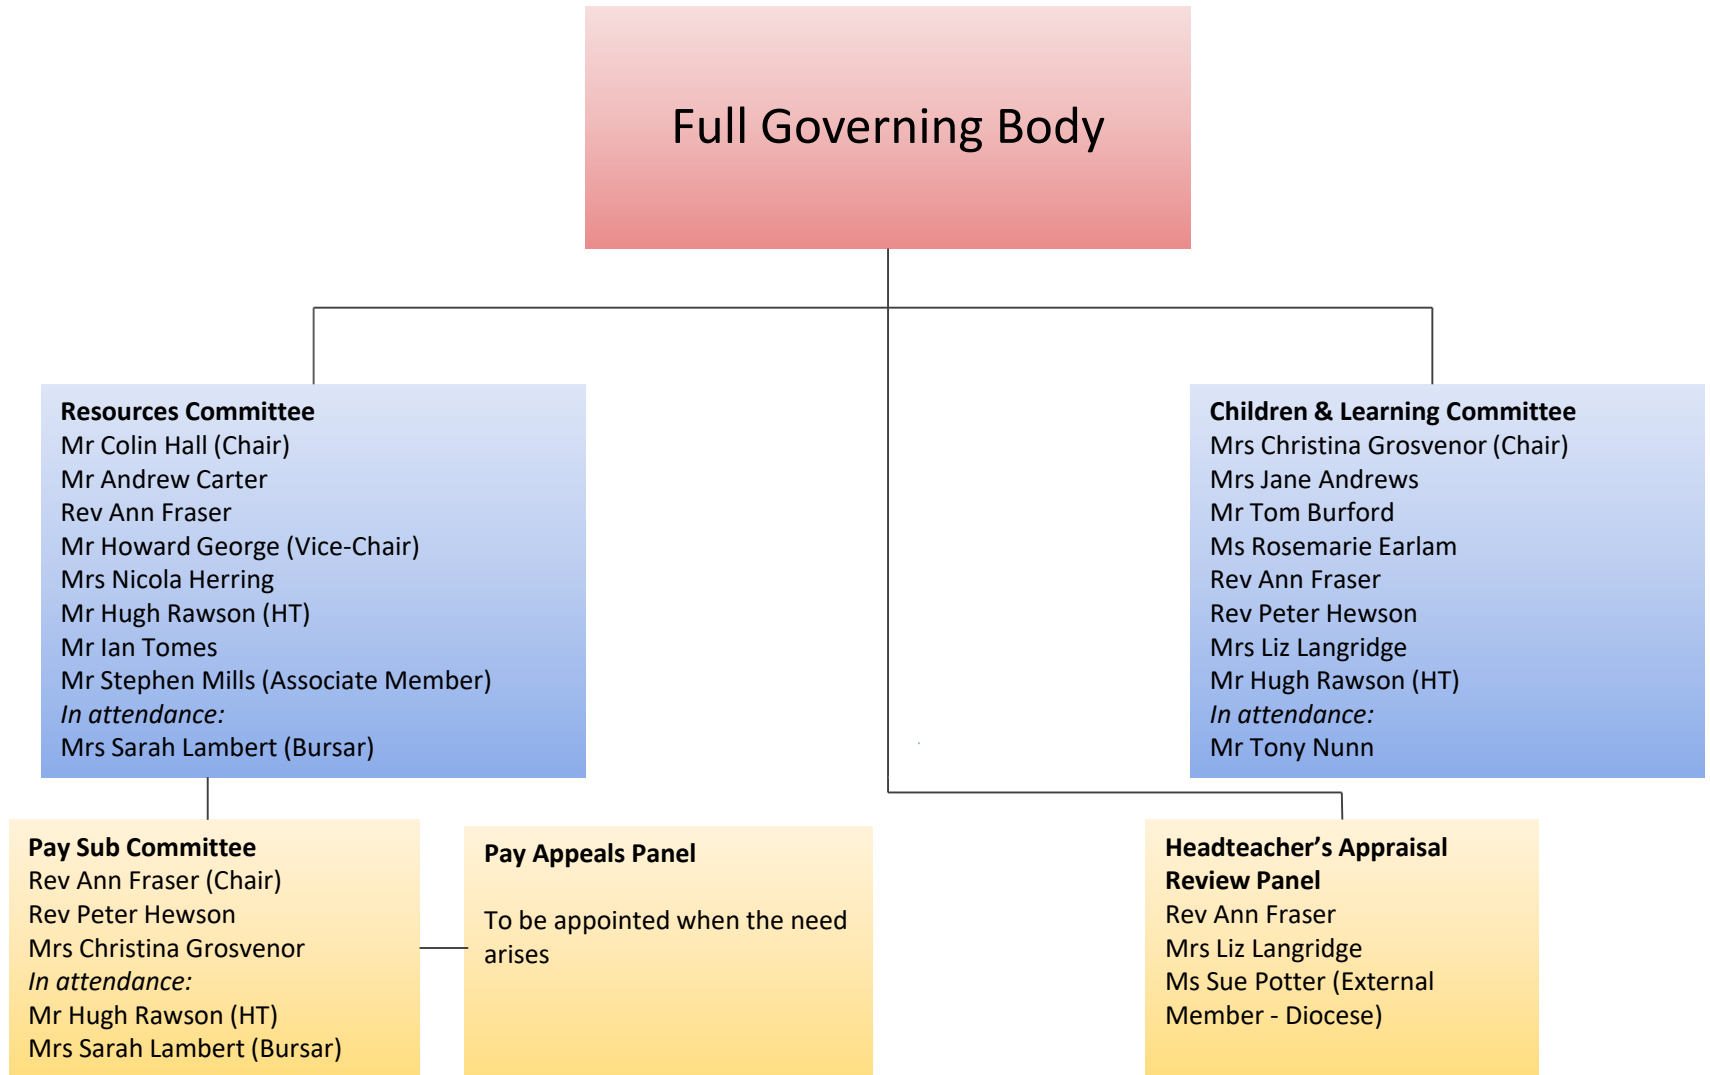 Full Governing Body
Resources Committee
Mr Colin Hall (Chair)
Mr Andrew Carter
Rev Ann Fraser
Mr Howard George (Vice-Chair)
Mrs Nicola Herring
Mr Hugh Rawson (HT)
Mr Ian Tomes
Mr Stephen Mills (Associate Member)
In attendance:
Mrs Sarah Lambert (Bursar)
Children & Learning Committee
Mrs Christina Grosvenor (Chair)
Mrs Jane Andrews
Mr Tom Burford
Ms Rosemarie Earlam
Rev Ann Fraser
Rev Peter Hewson
Mrs Liz Langridge
Mr Hugh Rawson (HT)
In attendance:
Mr Tony Nunn
Pay Sub Committee
Rev Ann Fraser (Chair)
Rev Peter Hewson
Mrs Christina Grosvenor
In attendance:
Mr Hugh Rawson (HT)
Mrs Sarah Lambert (Bursar)
Pay Appeals Panel
To be appointed when the need
arises
Headteacher’s Appraisal
Review Panel
Rev Ann Fraser
Mrs Liz Langridge
Ms Sue Potter (External
Member - Diocese)